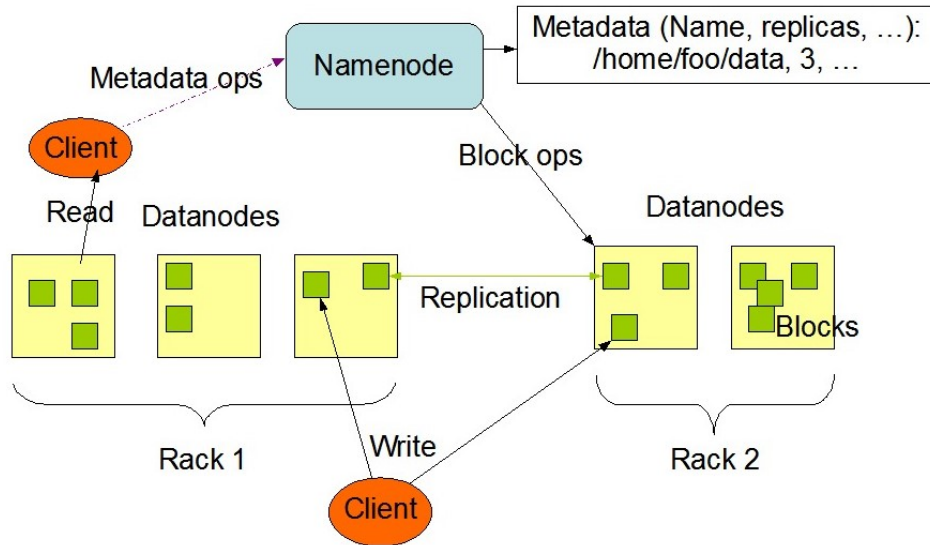 Metadata (Name, replicas, …):
/home/foo/data, 3, …
Namenode
Metadata ops
Client
Block ops
Read
Datanodes
Datanodes
Replication
Blocks
Rack 1
Write
Rack 2
Client